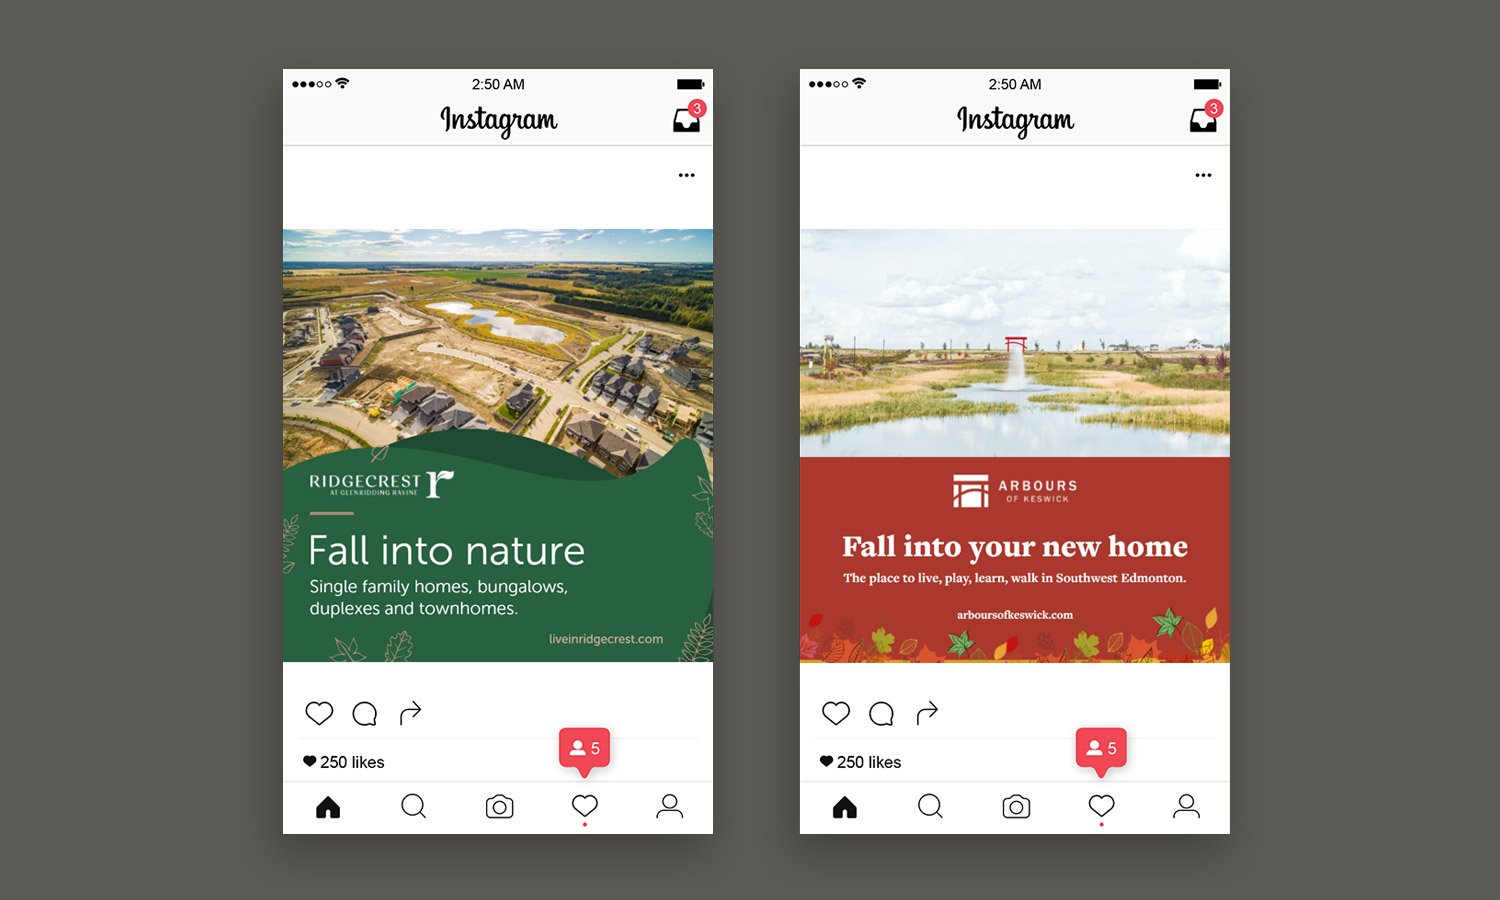 2:50 AM
Instagram
3
RIDGECREST
AT GLENRIDDING RAVINE
r
Fall into nature
Single family homes, bungalows,
duplexes and townhomes.
liveinridgecrest.com
250 likes
5
2:50 AM
Instagram
3
ARBOURS
OF KESWICK
Fall into your new home
The place to live, play, learn, walk in Southwest Edmonton.
arboursofkeswick.com
250 likes
5